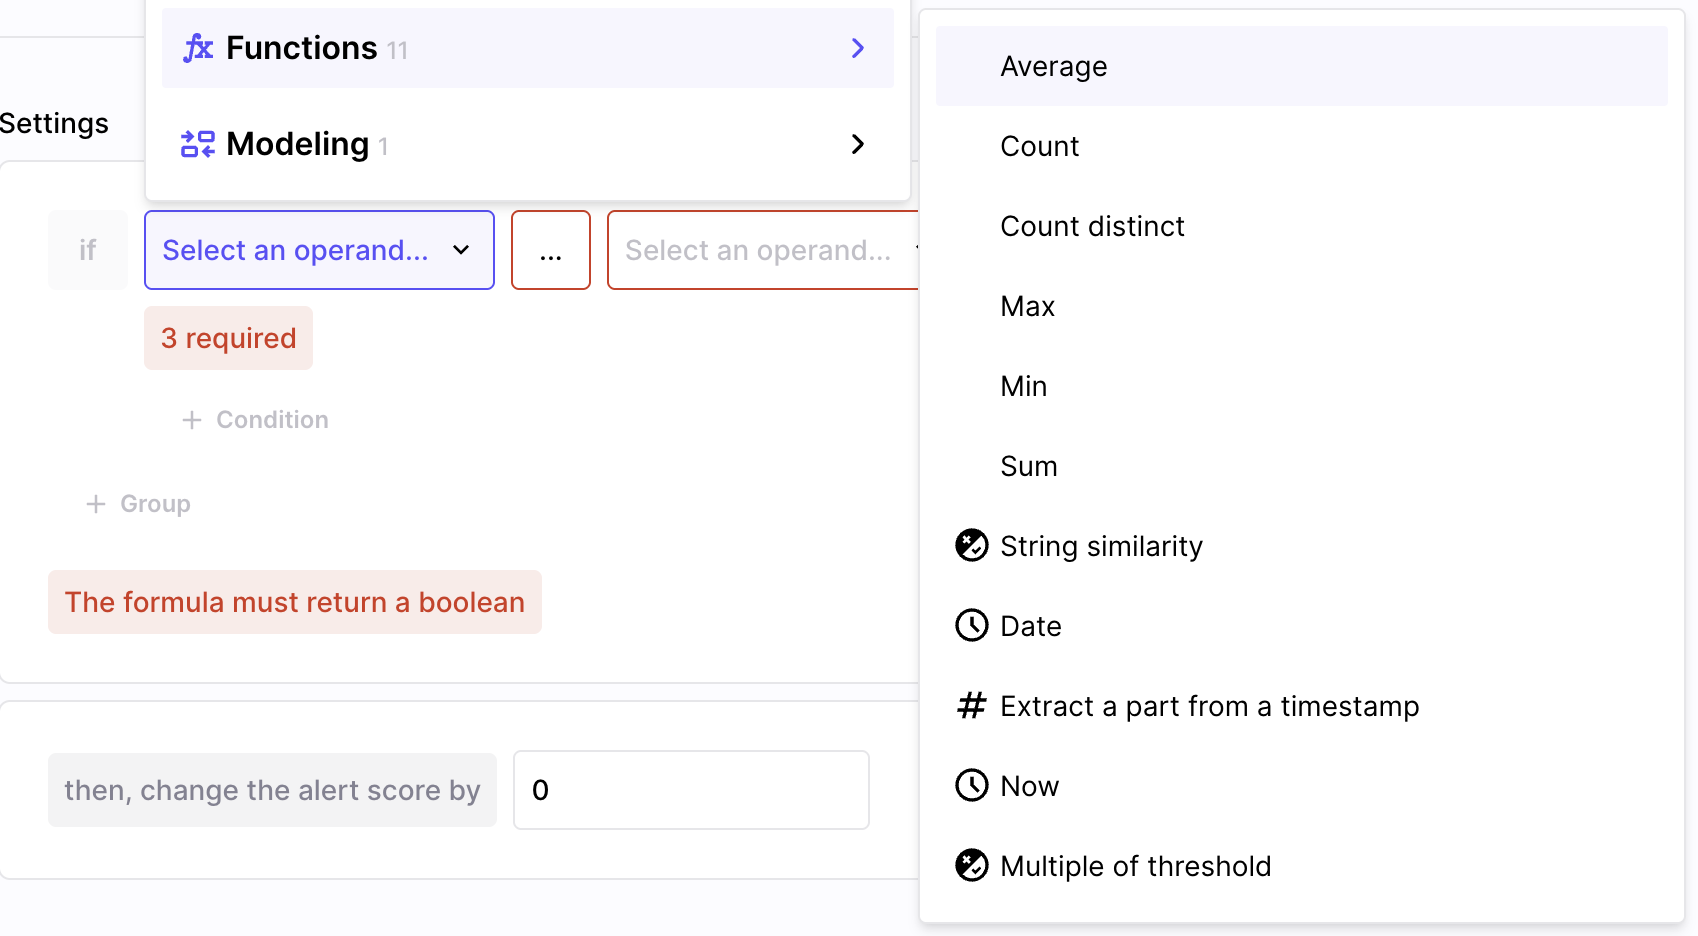 Functions 11
Modeling 1
Settings
if Select an operand... ... Select an operand...
3 required
+ Condition
+ Group
The formula must return a boolean
then, change the alert score by 0
Average
Count
Count distinct
Max
Min
Sum
String similarity
Date
# Extract a part from a timestamp
Now
Multiple of threshold